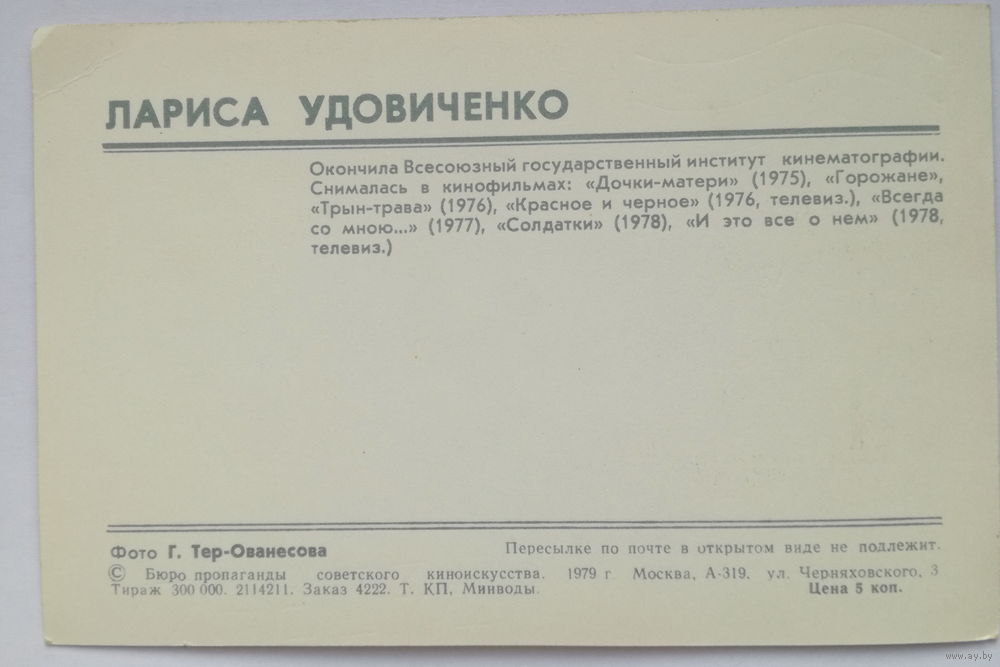 ЛАРИСА УДОВИЧЕНКО
Окончила Всесоюзный государственный институт кинематографии.
Снималась в кинофильмах: «Дочки-матери» (1975), «Горожане»,
«Трын-трава» (1976), «Красное и черное» (1976, телевиз.), «Всегда
со мною...» (1977), «Солдатки» (1978), «И это все о нем» (1978,
телевиз.)
Фото Г. Тер-Ованесова
Пересылке по почте в открытом виде не подлежит.
© Бюро пропаганды советского киноискусства. 1979 г. Москва, А-319. ул. Черняховского, 3
Тираж 300 000. 2114211. Заказ 4222. Т. КП, Минводы.
Цена 5 коп.
www.ay.by